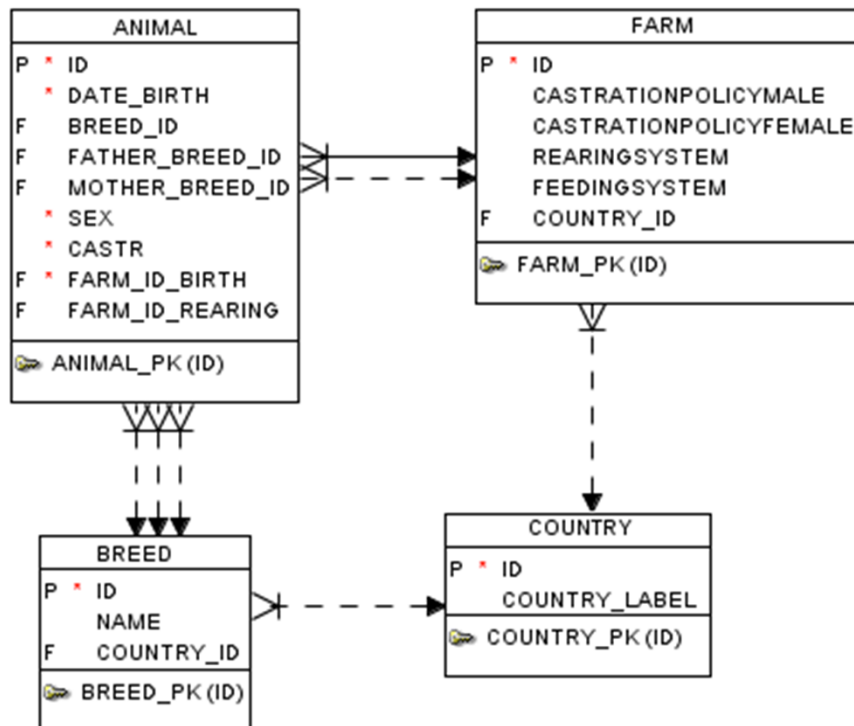 ANIMAL
P * ID
* DATE_BIRTH
F BREED_ID
F FATHER_BREED_ID
F MOTHER_BREED_ID
* SEX
* CASTR
F * FARM_ID_BIRTH
F FARM_ID_REARING
ANIMAL_PK (ID)
FARM
P * ID
CASTRATIONPOLICYMALE
CASTRATIONPOLICYFEMALE
REARINGSYSTEM
FEEDINGSYSTEM
F COUNTRY_ID
FARM_PK (ID)
BREED
P * ID
NAME
F COUNTRY_ID
BREED_PK (ID)
COUNTRY
P * ID
COUNTRY_LABEL
COUNTRY_PK (ID)